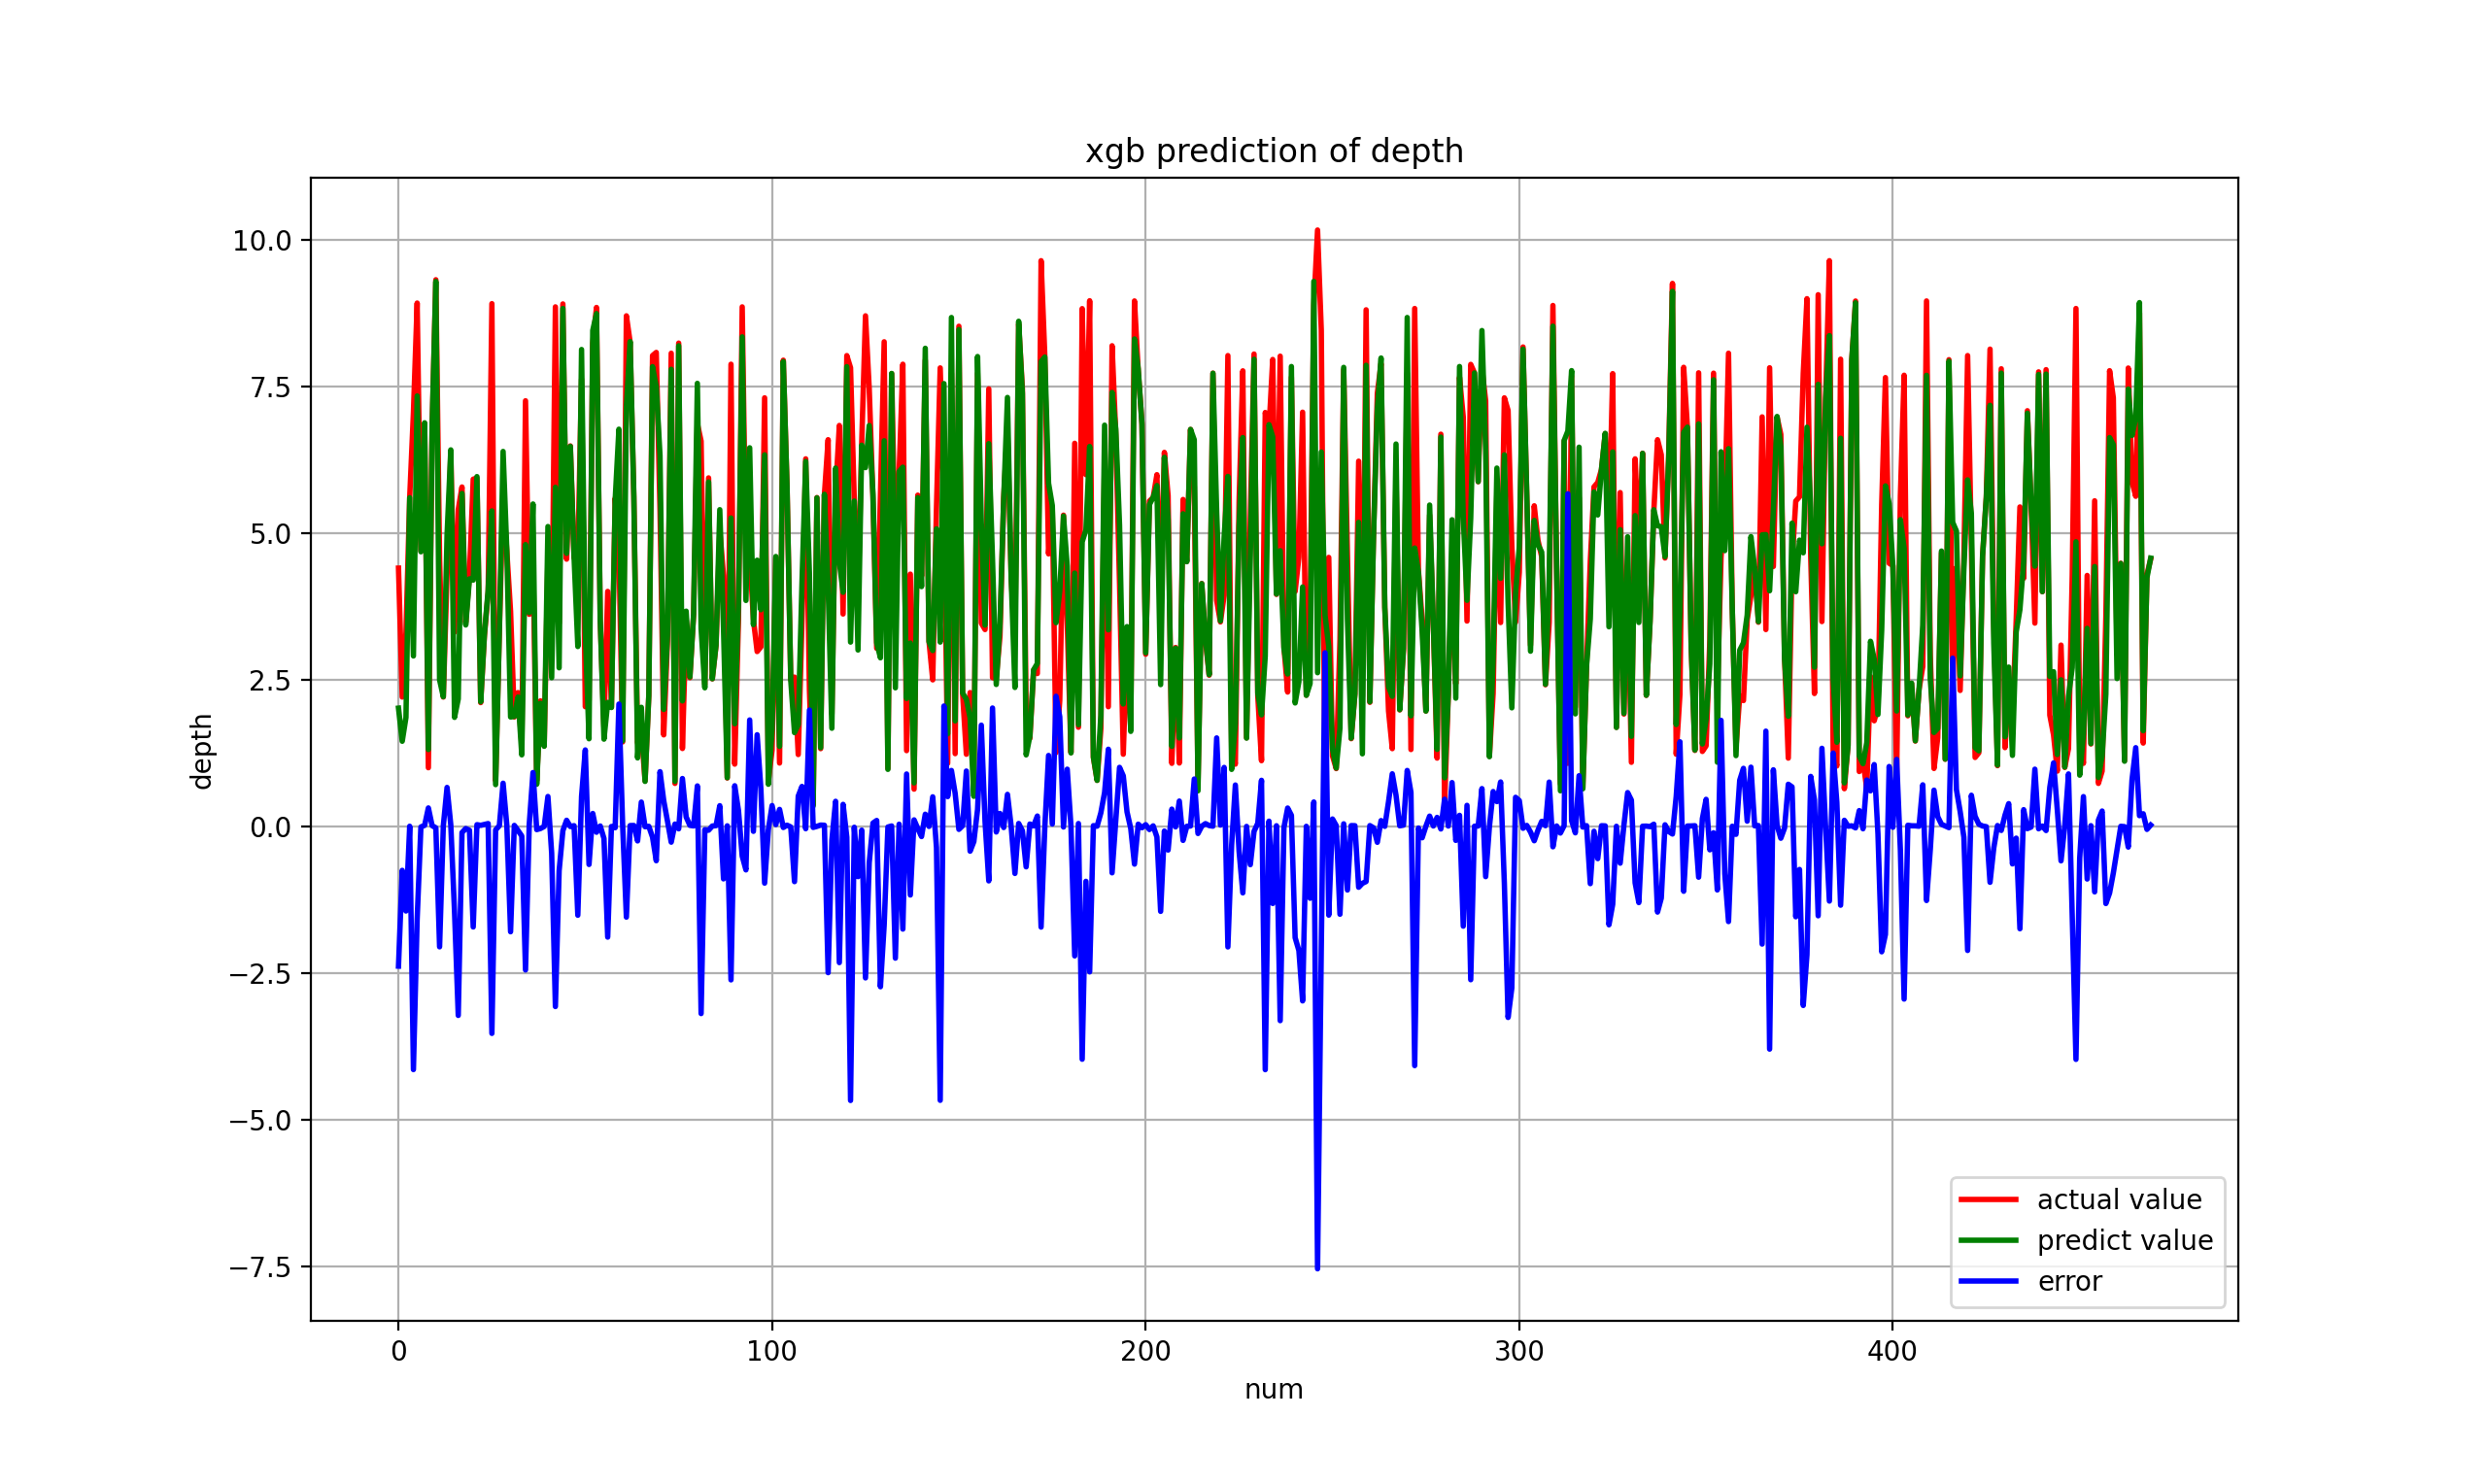 xgb prediction of depth
10.0
7.5
5.0
2.5
0.0
−2.5
−5.0
−7.5
depth
0 100 200 300 400
num
actual value
predict value
error